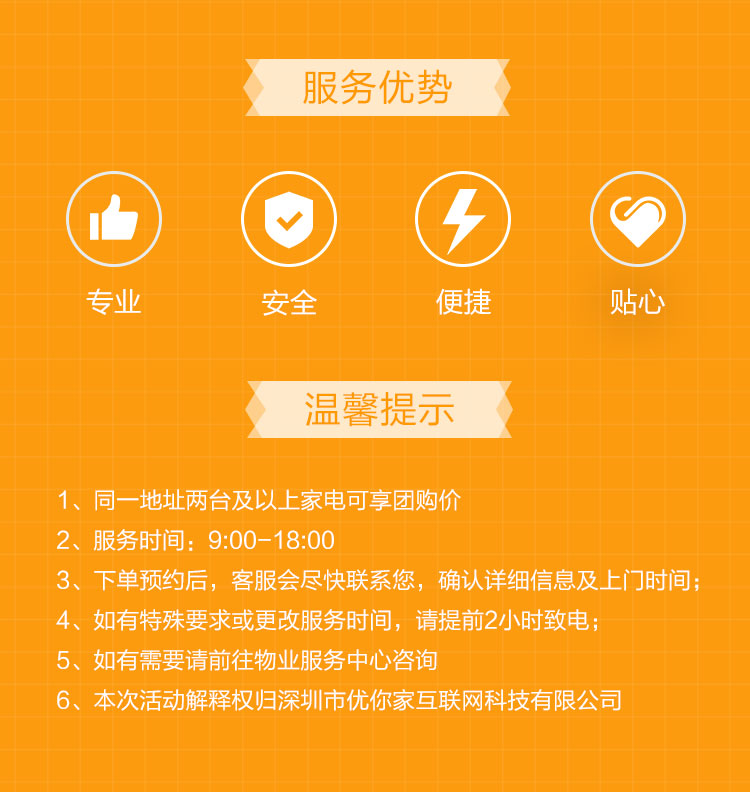 服务优势
专业
安全
便捷
贴心
温馨提示
1、同一地址两台及以上家电可享团购价
2、服务时间：9:00-18:00
3、下单预约后，客服会尽快联系您，确认详细信息及上门时间；
4、如有特殊要求或更改服务时间，请提前2小时致电；
5、如有需要请前往物业服务中心咨询
6、本次活动解释权归深圳市优你家互联网科技有限公司